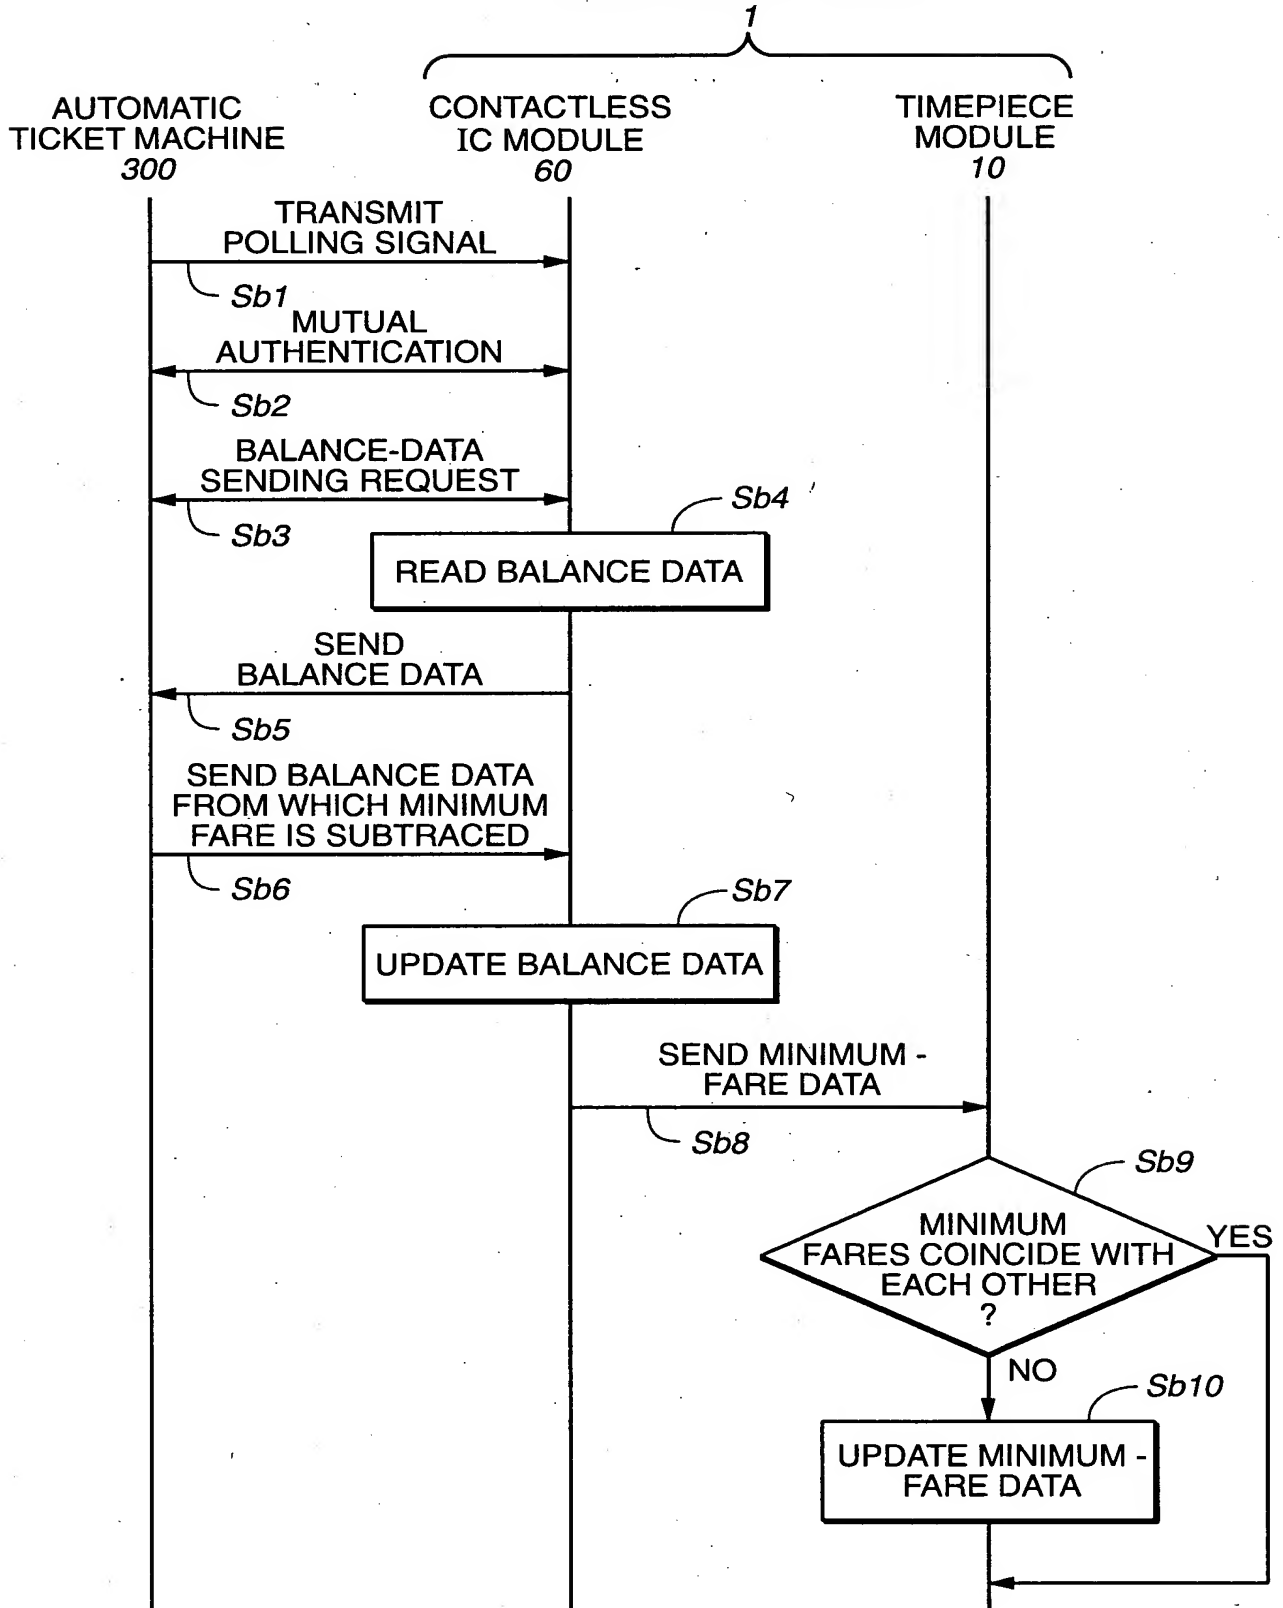 1
AUTOMATIC
TICKET MACHINE
300
CONTACTLESS
IC MODULE
60
TIMEPIECE
MODULE
10
TRANSMIT
POLLING SIGNAL
Sb1
MUTUAL
AUTHENTICATION
Sb2
BALANCE-DATA
SENDING REQUEST
Sb3
Sb4
READ BALANCE DATA
SEND
BALANCE DATA
Sb5
SEND BALANCE DATA
FROM WHICH MINIMUM
FARE IS SUBTRACED
Sb6
Sb7
UPDATE BALANCE DATA
SEND MINIMUM -
FARE DATA
Sb8
Sb9
MINIMUM
FARES COINCIDE WITH
EACH OTHER
?
YES
NO
Sb10
UPDATE MINIMUM -
FARE DATA